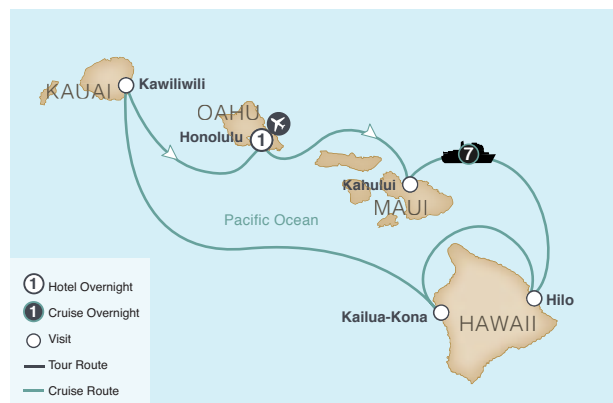 Kawiliwili
KAUAI
OAHU
Honolulu
1
7
Kahului
MAUI
Pacific Ocean
Hilo
Kailua-Kona
HAWAII
1 Hotel Overnight
1 Cruise Overnight
Visit
Tour Route
Cruise Route